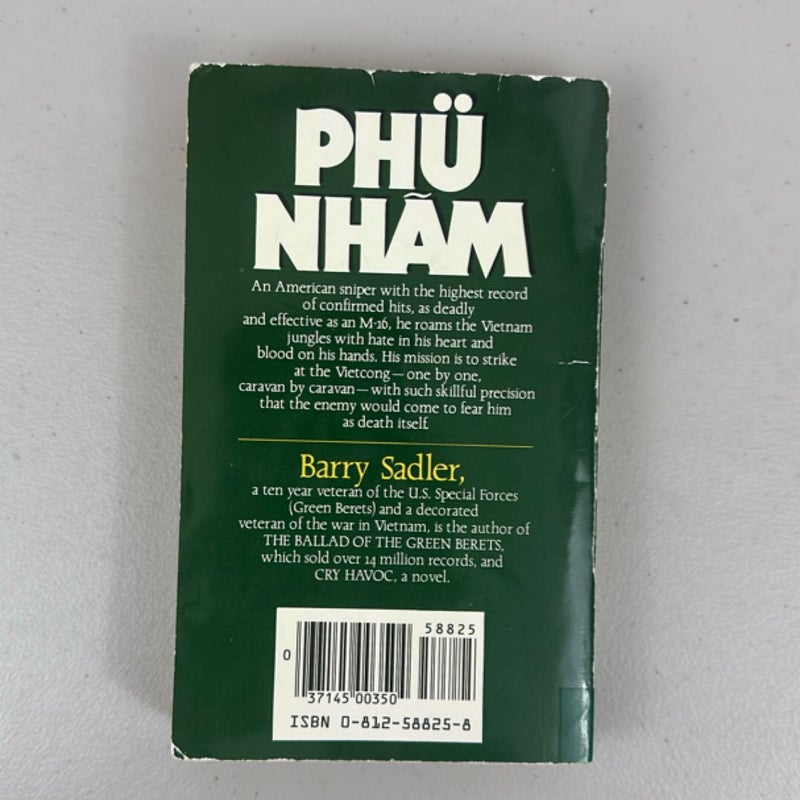 PHÜ
NHÃM
An American sniper with the highest record
of confirmed hits, as deadly
and effective as an M-16, he roams the Vietnam
jungles with hate in his heart and
blood on his hands. His mission is to strike
at the Vietcong—one by one,
caravan by caravan—with such skillful precision
that the enemy would come to fear him
as death itself.
Barry Sadler,
a ten year veteran of the U.S. Special Forces
(Green Berets) and a decorated
veteran of the war in Vietnam, is the author of
THE BALLAD OF THE GREEN BERETS,
which sold over 14 million records, and
CRY HAVOC, a novel.
58825
0
37145 00350
ISBN 0-812-58825-8